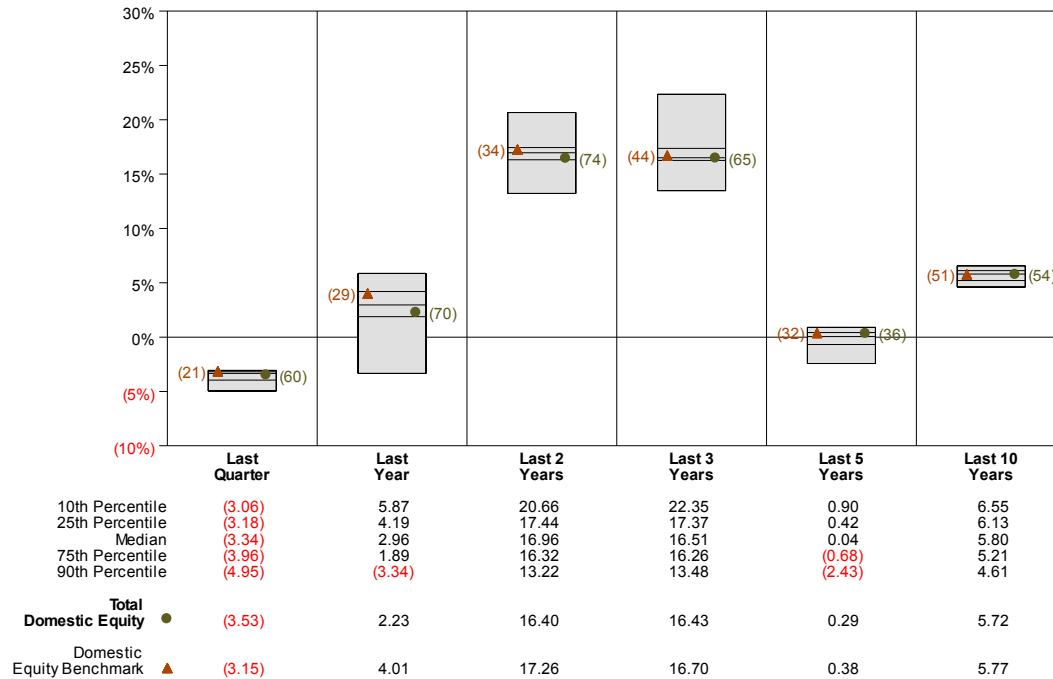 30%
25%
20%
15%
10%
5%
0%
(5%)
(10%)
(21) (60)
(29) (70)
(34) (74)
(44) (65)
(32) (36)
(51) (54)
Last Last Last 2 Last 3 Last 5 Last 10
Quarter Year Years Years Years Years
10th Percentile (3.06) 5.87 20.66 22.35 0.90 6.55
25th Percentile (3.18) 4.19 17.44 17.37 0.42 6.13
Median (3.34) 2.96 16.96 16.51 0.04 5.80
75th Percentile (3.96) 1.89 16.32 16.26 (0.68) 5.21
90th Percentile (4.95) (3.34) 13.22 13.48 (2.43) 4.61
Total
Domestic Equity (3.53) 2.23 16.40 16.43 0.29 5.72
Domestic
Equity Benchmark (3.15) 4.01 17.26 16.70 0.38 5.77